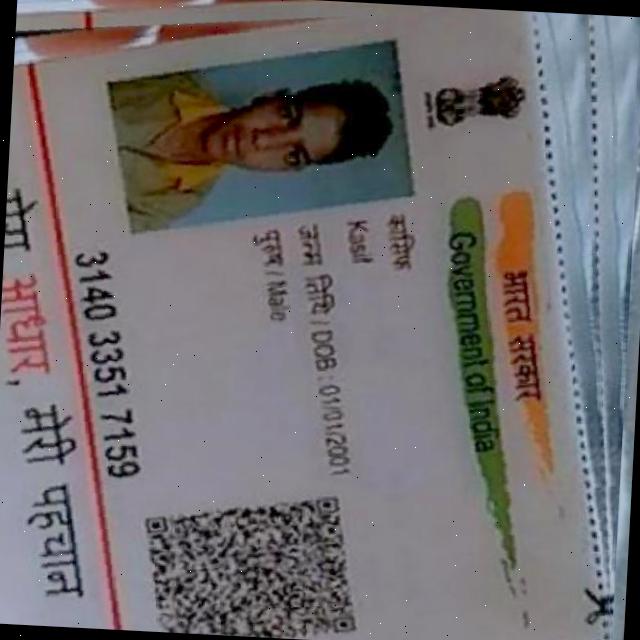 भारत सरकार
Government of India
कासिफ
Kasif
जन्म तिथि / DOB : 01/01/2001
पुरुष / Male
3140 3351 7159
मेरा आधार, मेरी पहचान